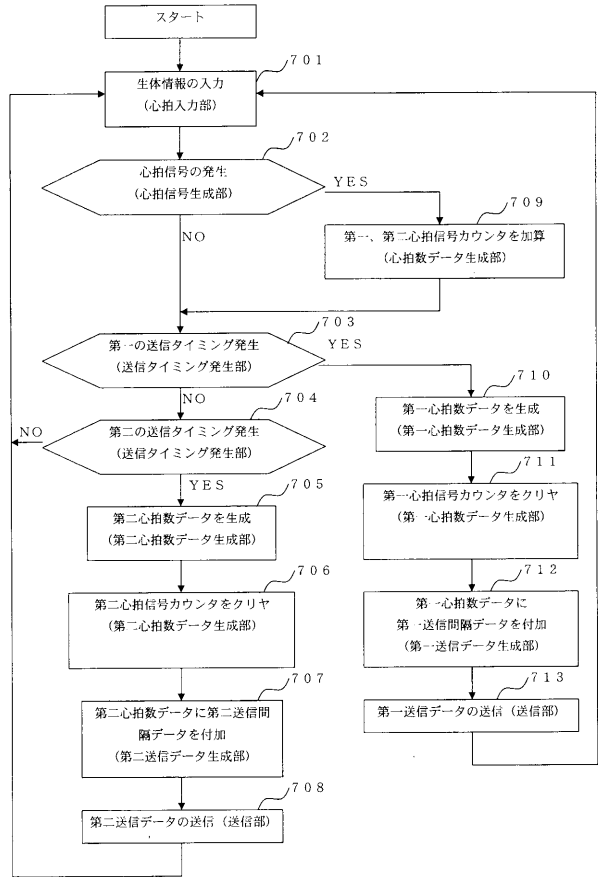 スタート
701
生体情報の入力
(心拍入力部)
702
心拍信号の発生
(心拍信号生成部)
YES
NO
709
第一、第二心拍信号カウンタを加算
(心拍数データ生成部)
703
第一の送信タイミング発生
(送信タイミング発生部)
YES
NO
704
第二の送信タイミング発生
(送信タイミング発生部)
NO
YES
705
第二心拍数データを生成
(第二心拍数データ生成部)
706
第二心拍信号カウンタをクリヤ
(第二心拍数データ生成部)
707
第二心拍数データに第二送信間
隔データを付加
(第二送信データ生成部)
708
第二送信データの送信(送信部)
710
第一心拍数データを生成
(第一心拍数データ生成部)
711
第一心拍信号カウンタをクリヤ
(第一心拍数データ生成部)
712
第一心拍数データに
第一送信間隔データを付加
(第一送信データ生成部)
713
第一送信データの送信(送信部)